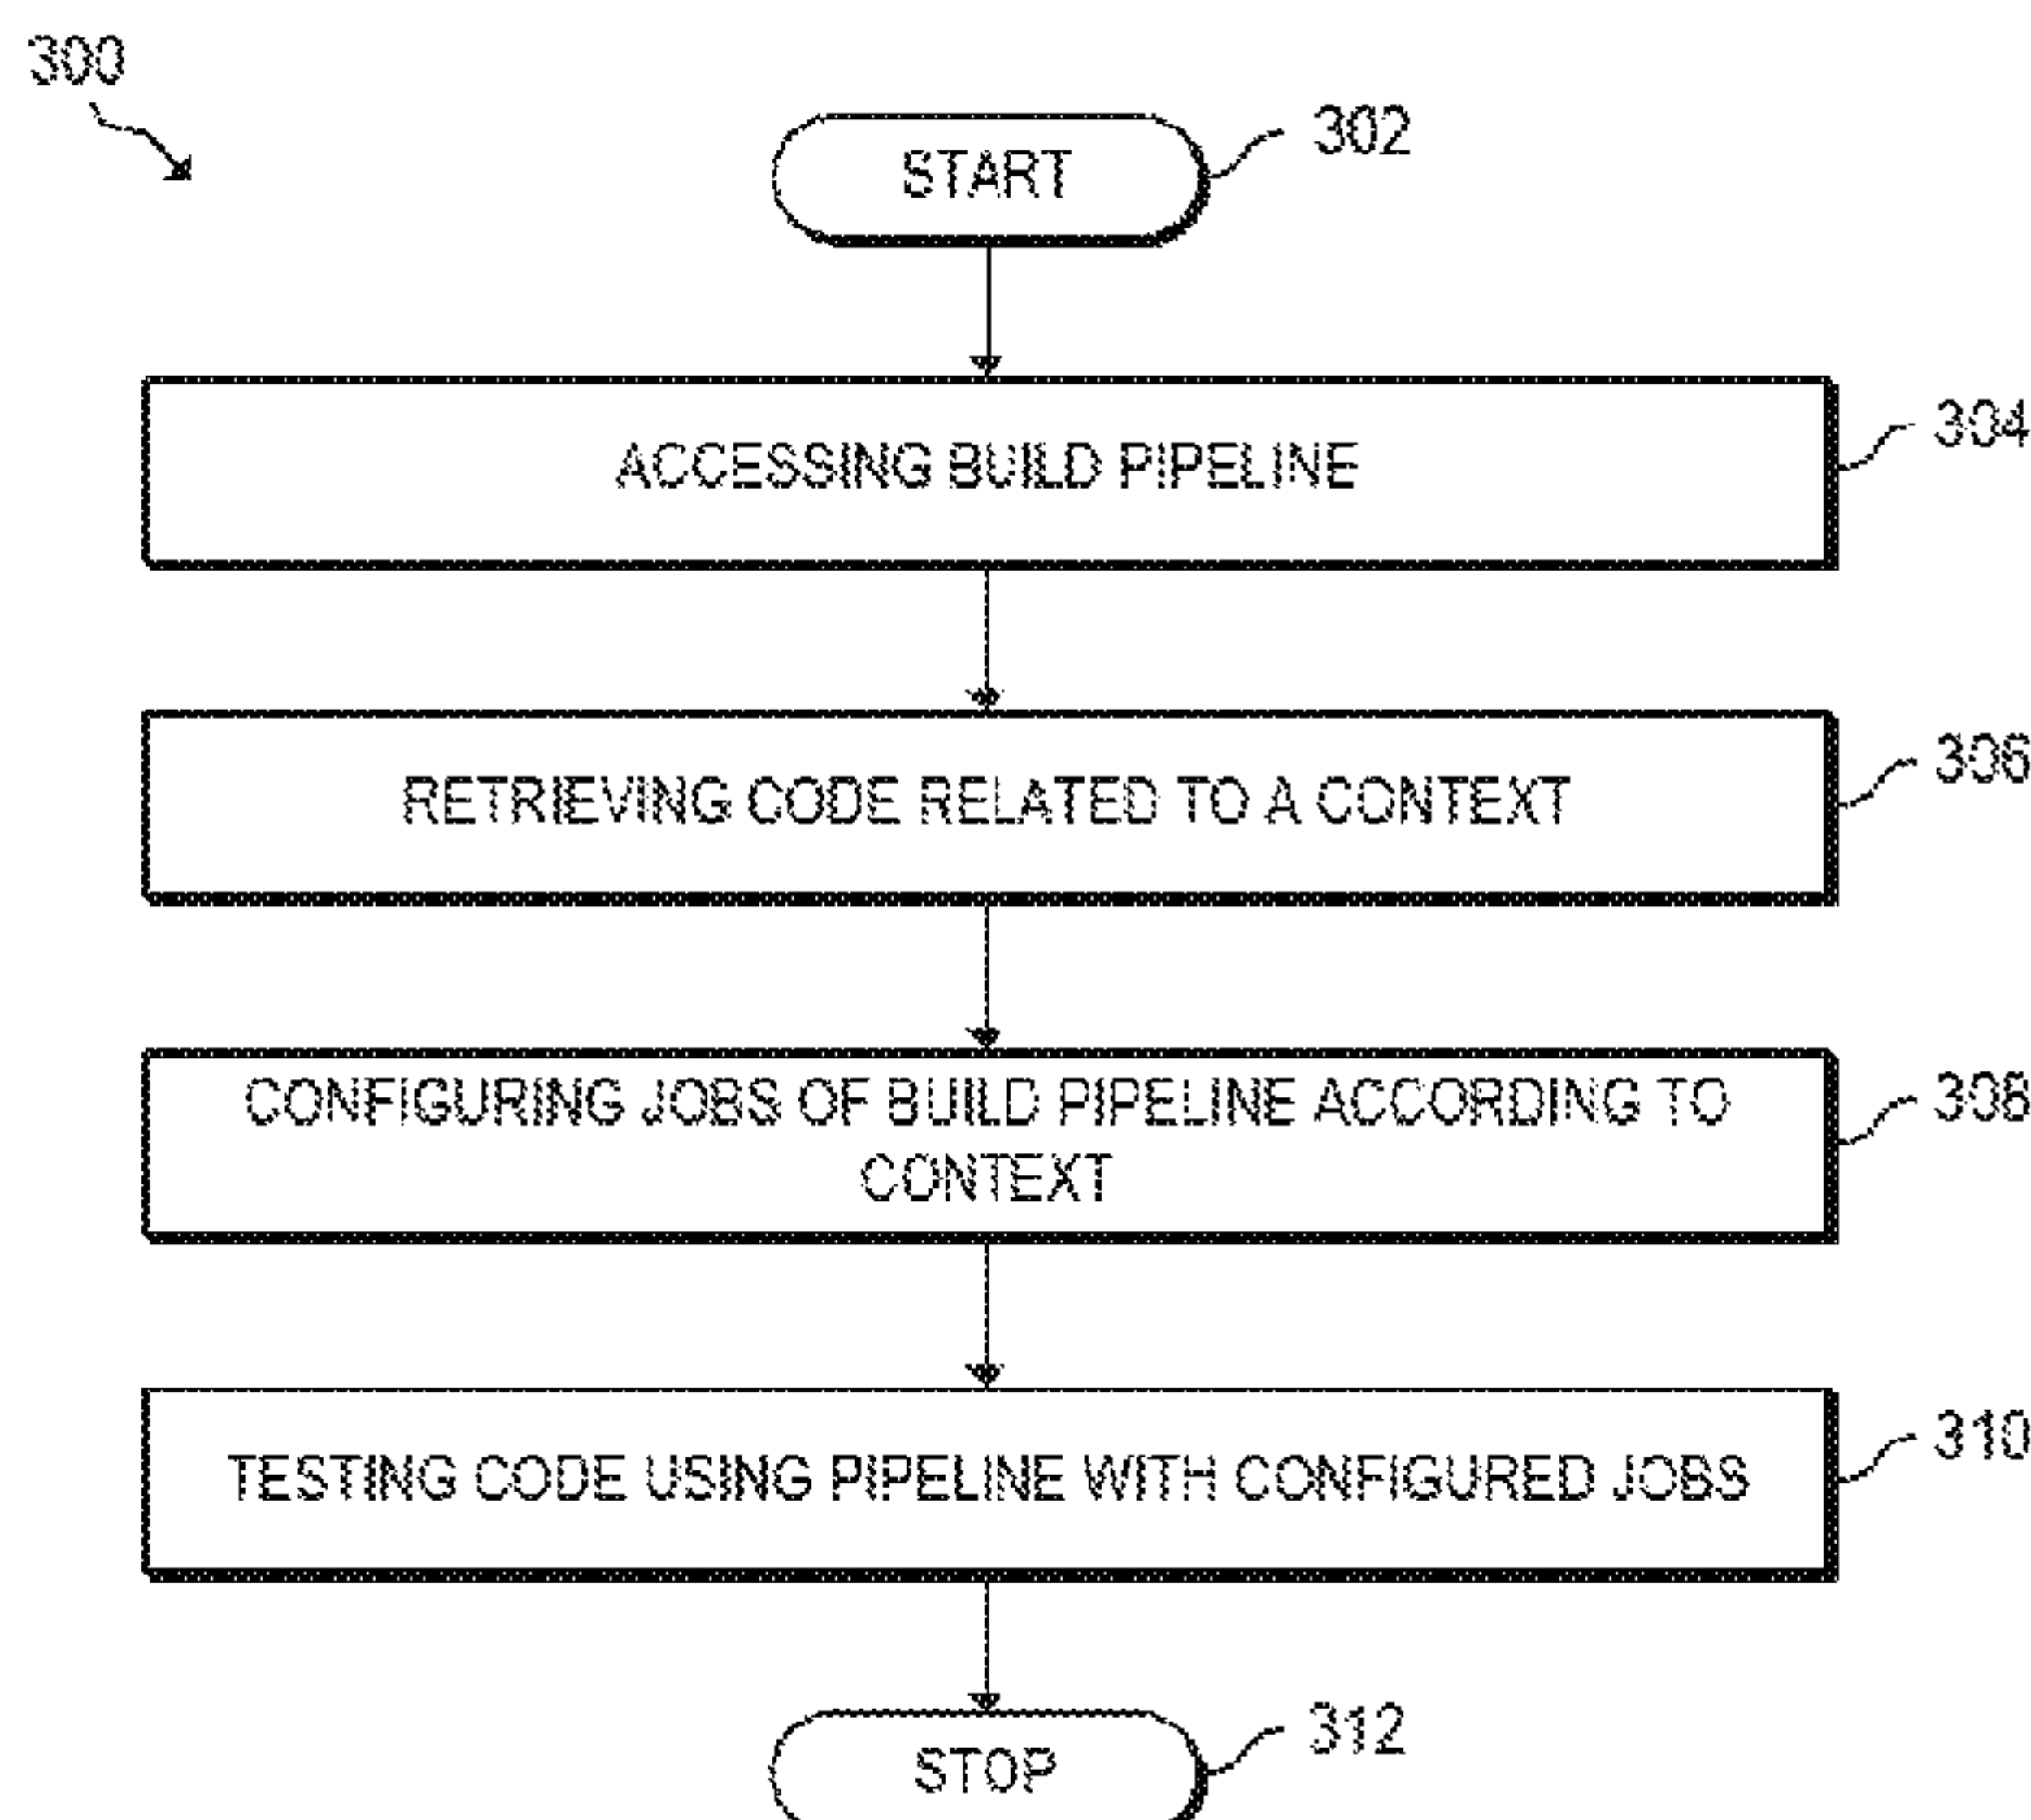 300
START
302
ACCESSING BUILD PIPELINE
304
RETRIEVING CODE RELATED TO A CONTEXT
306
CONFIGURING JOBS OF BUILD PIPELINE ACCORDING TO
CONTEXT
308
TESTING CODE USING PIPELINE WITH CONFIGURED JOBS
310
STOP
312